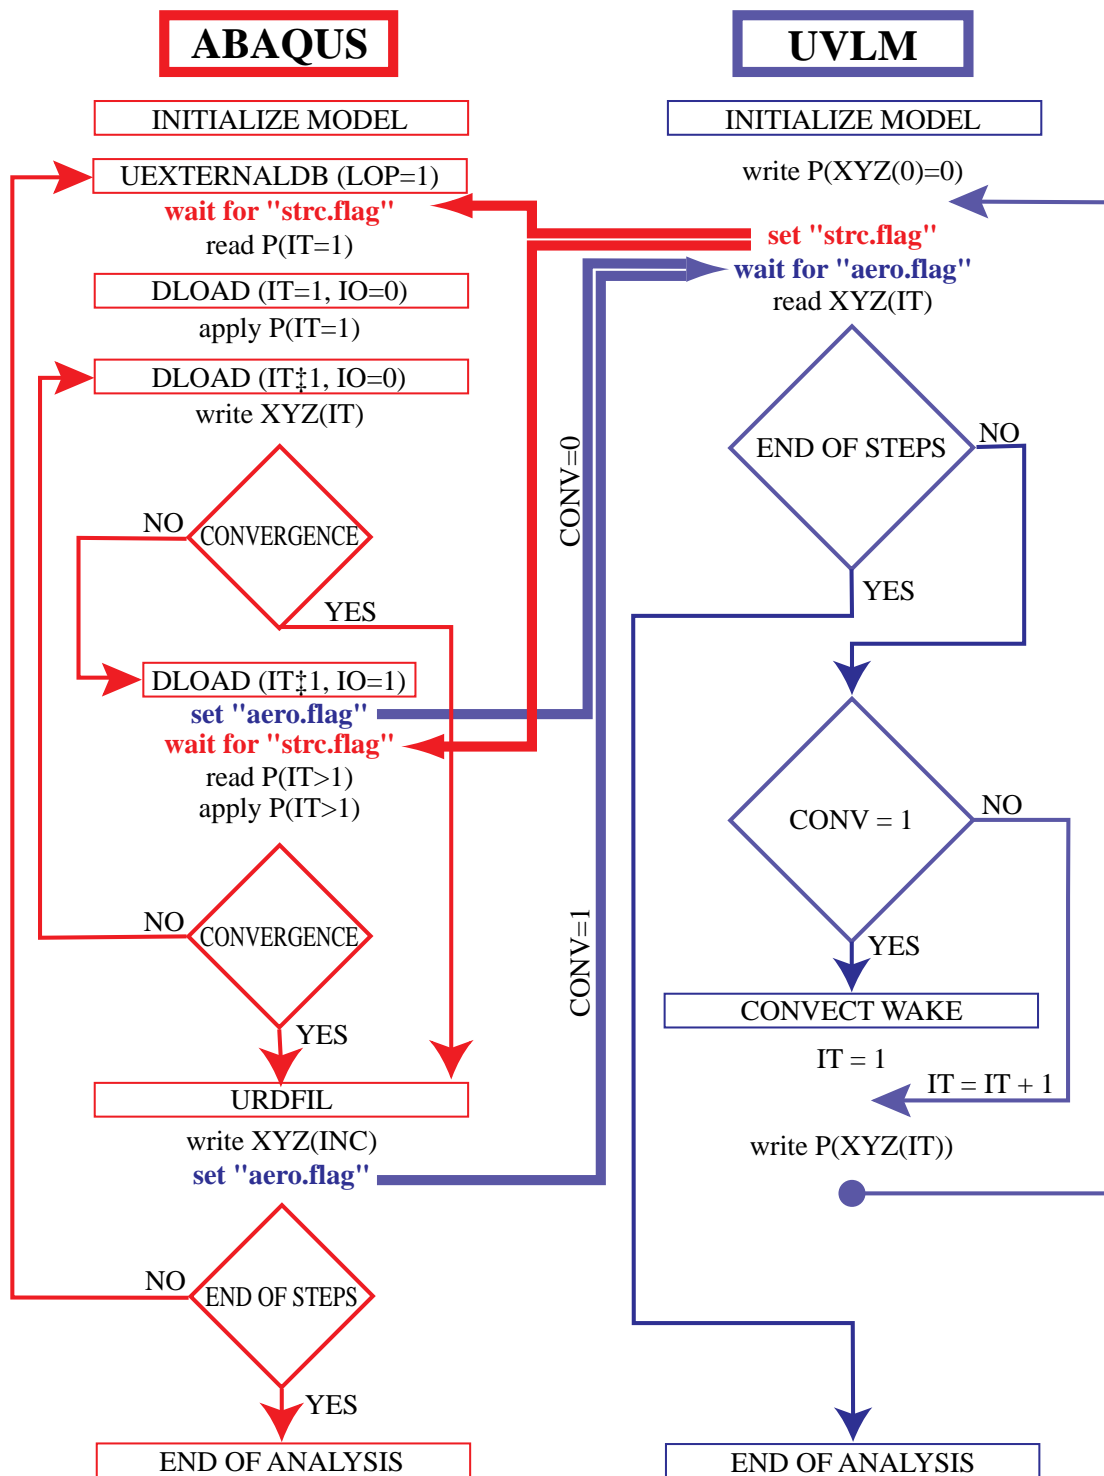 ABAQUS
INITIALIZE MODEL
UEXTERNALDB (LOP=1)
wait for "strc.flag"
read P(IT=1)
DLOAD (IT=1, IO=0)
apply P(IT=1)
DLOAD (IT‡1, IO=0)
write XYZ(IT)
NO
CONVERGENCE
YES
DLOAD (IT‡1, IO=1)
set "aero.flag"
wait for "strc.flag"
read P(IT>1)
apply P(IT>1)
NO
CONVERGENCE
YES
URDFIL
write XYZ(INC)
set "aero.flag"
NO
END OF STEPS
YES
END OF ANALYSIS
CONV=0
CONV=1
UVLM
INITIALIZE MODEL
write P(XYZ(0)=0)
set "strc.flag"
wait for "aero.flag"
read XYZ(IT)
END OF STEPS
NO
YES
CONV = 1
NO
YES
CONVECT WAKE
IT = 1
IT = IT + 1
write P(XYZ(IT))
END OF ANALYSIS